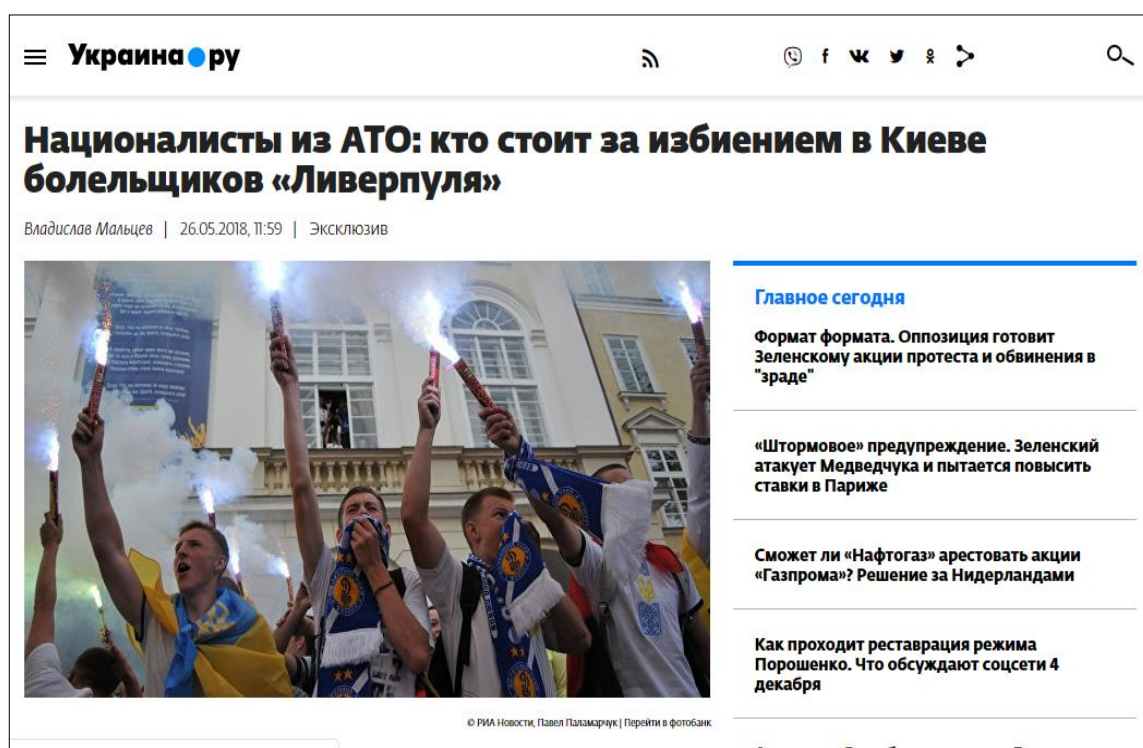 Украина ру
f
Националисты из АТО: кто стоит за избиением в Киеве
болельщиков «Ливерпуля»
Владислав Мальцев | 26.05.2018, 11:59 | Эксклюзив
© РИА Новости, Павел Паламарчук | Перейти в фотобанк
Главное сегодня
Формат формата. Оппозиция готовит
Зеленскому акции протеста и обвинения в
"зраде"
«Штормовое» предупреждение. Зеленский
атакует Медведчука и пытается повысить
ставки в Париже
Сможет ли «Нафтогаз» арестовать акции
«Газпрома»? Решение за Нидерландами
Как проходит реставрация режима
Порошенко. Что обсуждают соцсети 4
декабря